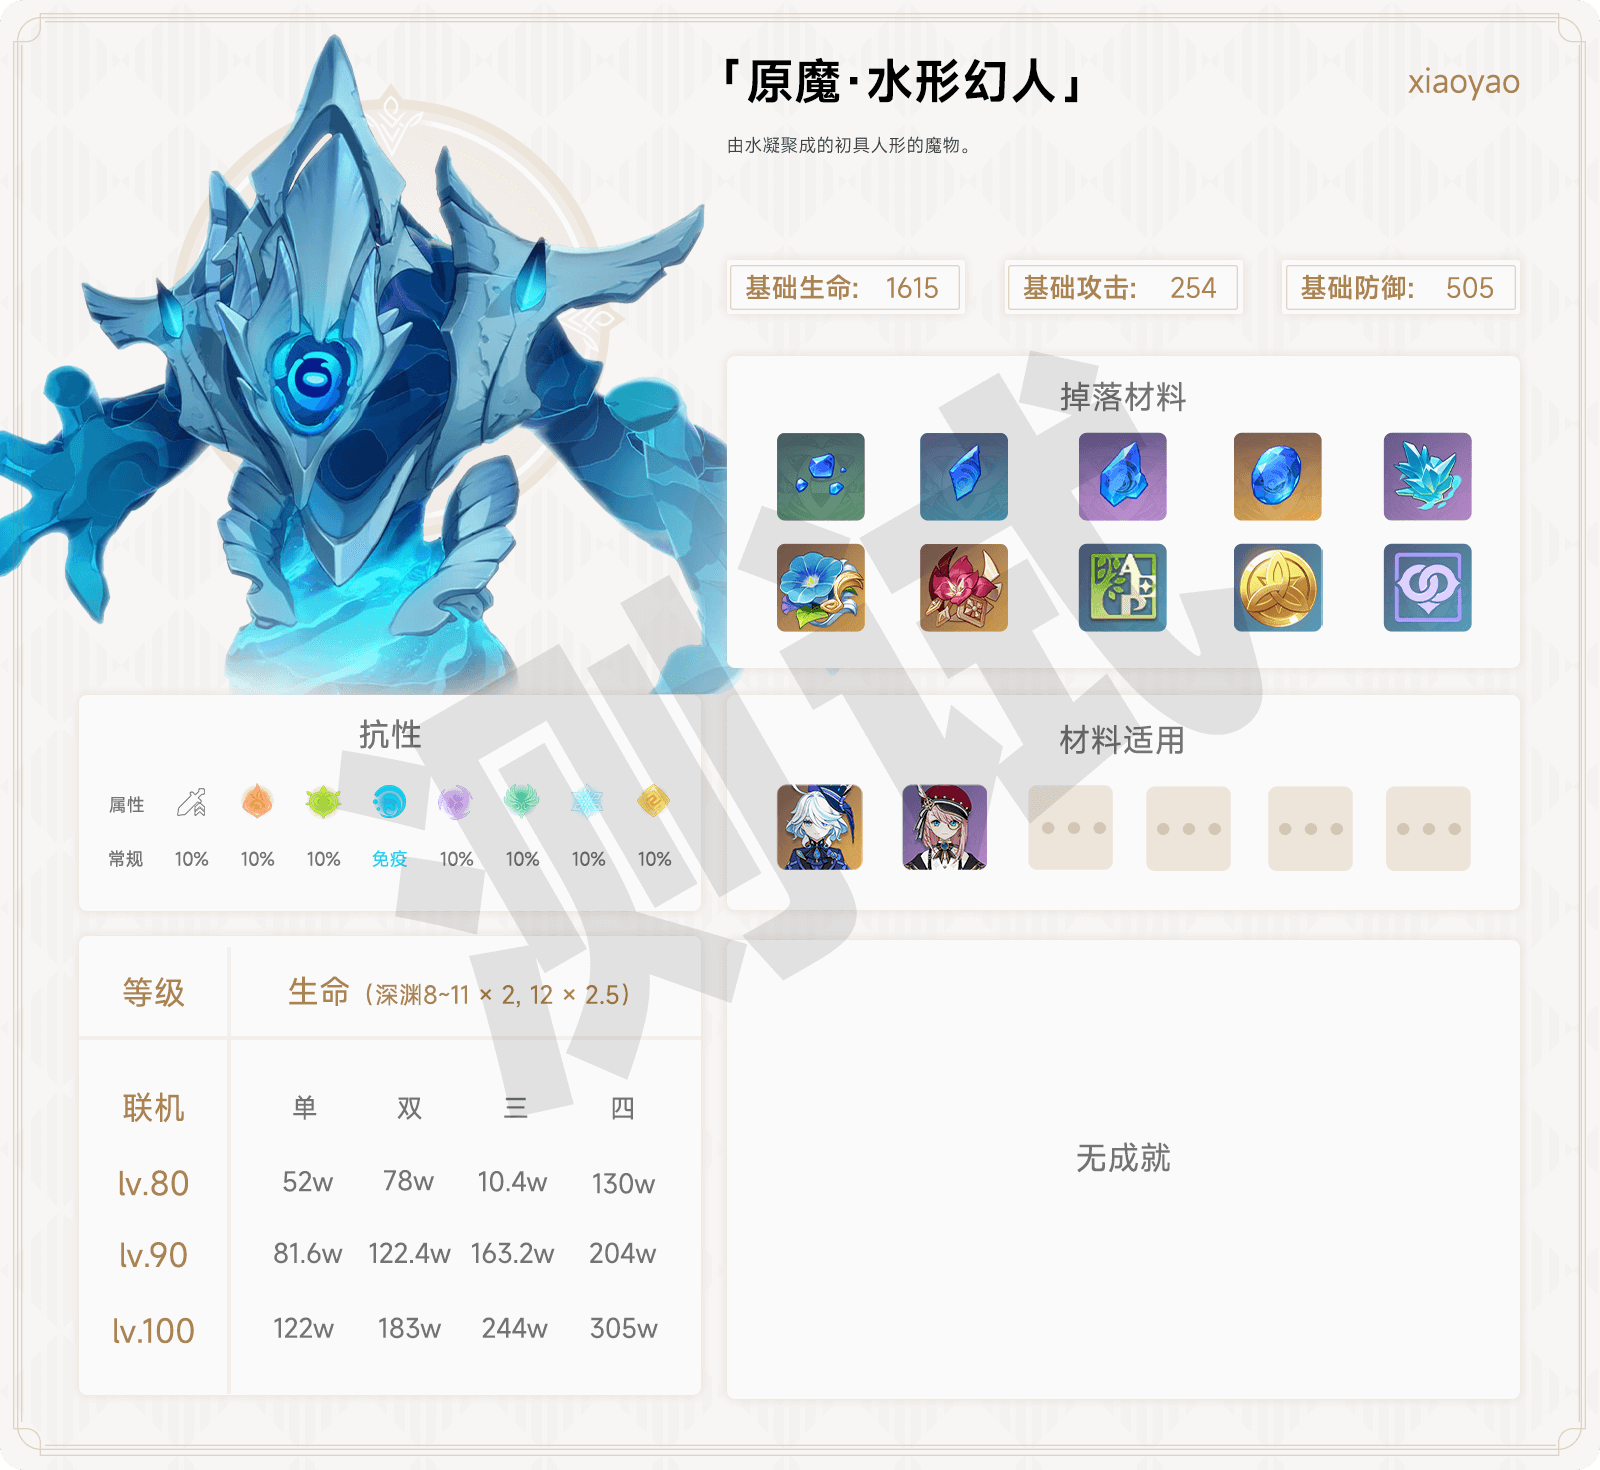 「原魔·水形幻人」
xiaoyao
由水凝聚成的初具人形的魔物。
基础生命: 1615
基础攻击: 254
基础防御: 505
掉落材料
AEP
抗性
属性
常规 10% 10% 10% 免疫 10% 10% 10% 10%
材料适用
等级 生命（深渊8~11 × 2, 12 × 2.5）
联机 单 双 三 四
lv.80 52w 78w 10.4w 130w
lv.90 81.6w 122.4w 163.2w 204w
lv.100 122w 183w 244w 305w
无成就
测试